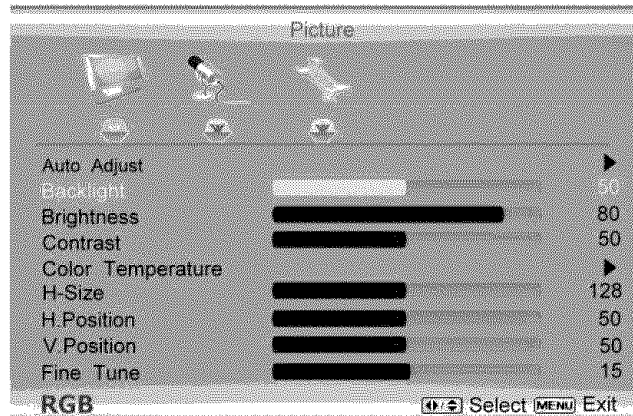 Picture
Auto Adjust
Backlight 50
Brightness 80
Contrast 50
Color Temperature
H-Size 128
H.Position 50
V.Position 50
Fine Tune 15
RGB Select MENU Exit